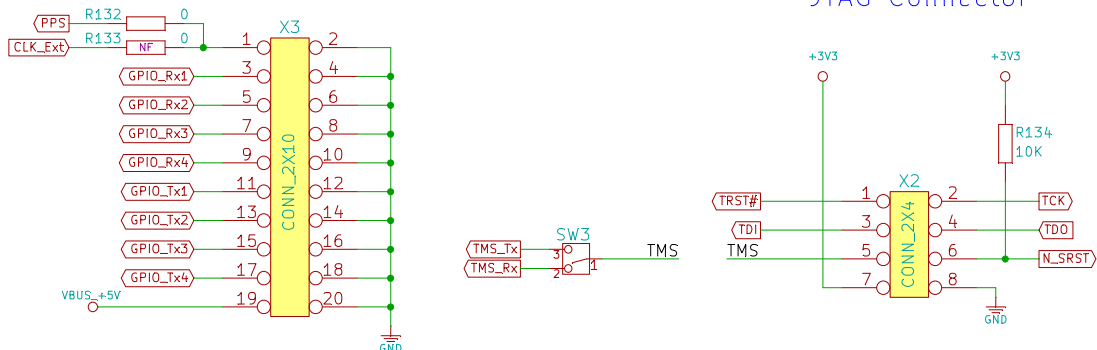 JTAG Connector
R132 0
PPS
R133 NF 0
CLK_Ext
X3
CONN_2X10
1 2
GPIO_Rx1 3 4
GPIO_Rx2 5 6
GPIO_Rx3 7 8
GPIO_Rx4 9 10
GPIO_Tx1 11 12
GPIO_Tx2 13 14
GPIO_Tx3 15 16
GPIO_Tx4 17 18
VBUS_+5V 19 20
GND
SW3
TMS_Tx 3
TMS_Rx 2
1 TMS
+3V3
+3V3
R134
10K
X2
CONN_2X4
TRST# 1 2 TCK
TDI 3 4 TDO
TMS 5 6 N_SRST
7 8
GND